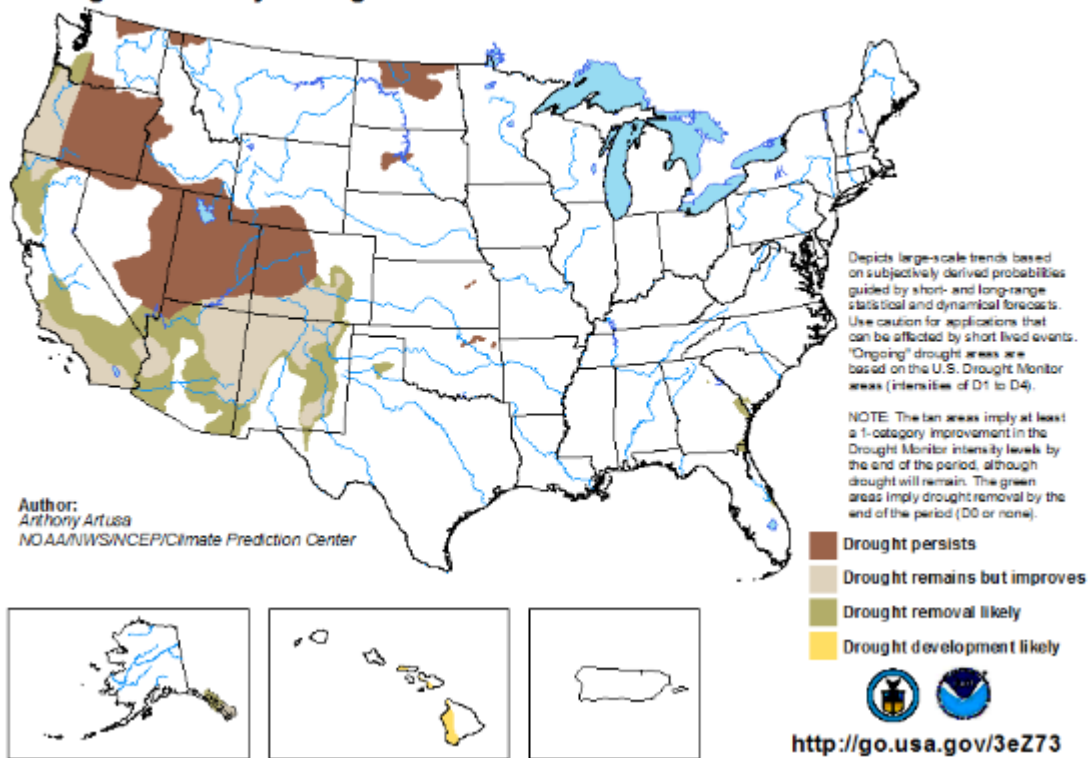 Depicts large-scale trends based
on subjectively derived probabilities
guided by short- and long-range
statistical and dynamical forecasts.
Use caution for applications that
can be affected by short lived events.
"Ongoing" drought areas are
based on the U.S. Drought Monitor
areas (intensities of D1 to D4).
NOTE: The tan areas imply at least
a 1-category improvement in the
Drought Monitor intensity levels by
the end of the period, although
drought will remain. The green
areas imply drought removal by the
end of the period (D0 or none).
Author:
Anthony Artusa
NOAA/NWS/NCEP/Climate Prediction Center
Drought persists
Drought remains but improves
Drought removal likely
Drought development likely
http://go.usa.gov/3eZ73